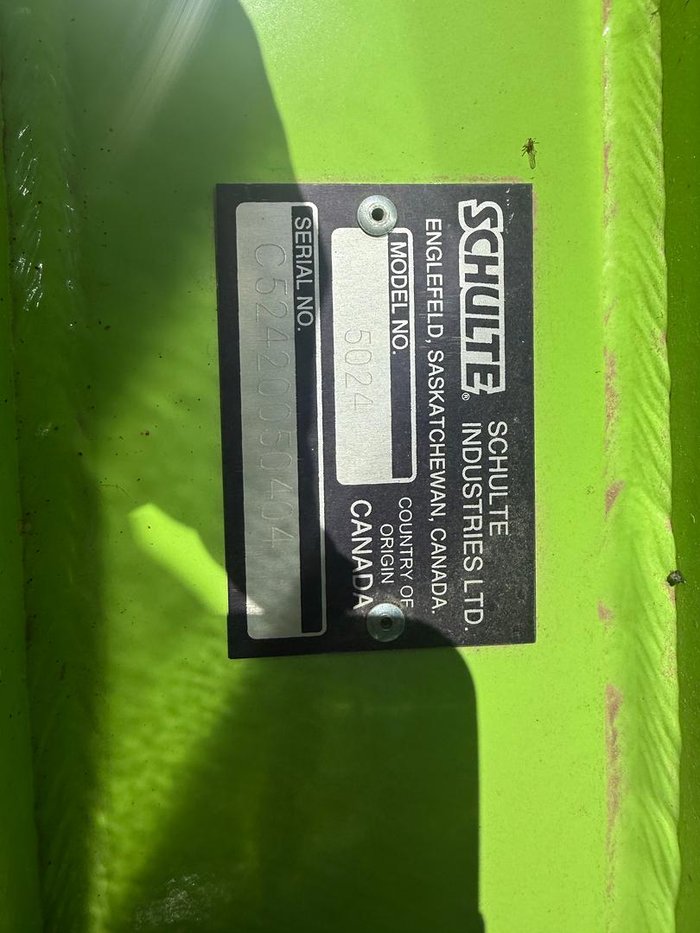 SCHULTE®
SCHULTE
INDUSTRIES LTD.
ENGLEFELD, SASKATCHEWAN, CANADA.
MODEL NO.
5024
COUNTRY OF
ORIGIN
CANADA
SERIAL NO.
C52420050404